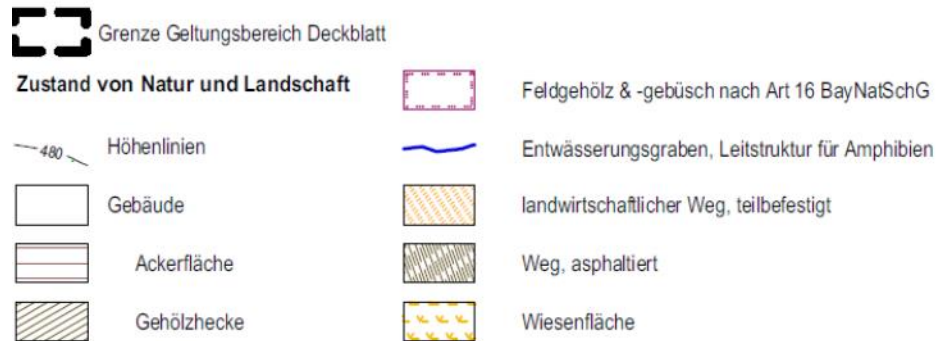 Grenze Geltungsbereich Deckblatt
Zustand von Natur und Landschaft
480
Höhenlinien
Gebäude
Ackerfläche
Gehölzhecke
Feldgehölz & -gebüsch nach Art 16 BayNatSchG
Entwässerungsgraben, Leitstruktur für Amphibien
landwirtschaftlicher Weg, teilbefestigt
Weg, asphaltiert
Wiesenfläche